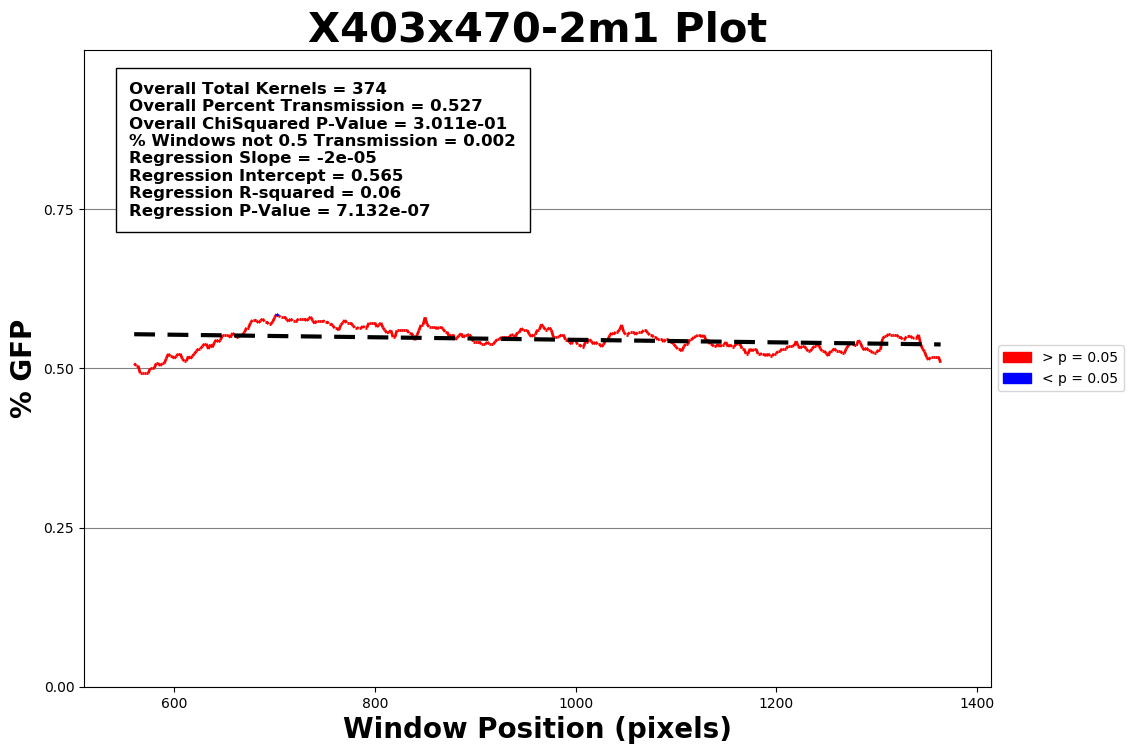 X403x470-2m1 Plot
Overall Total Kernels = 374
Overall Percent Transmission = 0.527
Overall ChiSquared P-Value = 3.011e-01
% Windows not 0.5 Transmission = 0.002
Regression Slope = -2e-05
Regression Intercept = 0.565
Regression R-squared = 0.06
Regression P-Value = 7.132e-07
0.75
0.50
0.25
0.00
% GFP
> p = 0.05
< p = 0.05
600 800 1000 1200 1400
Window Position (pixels)